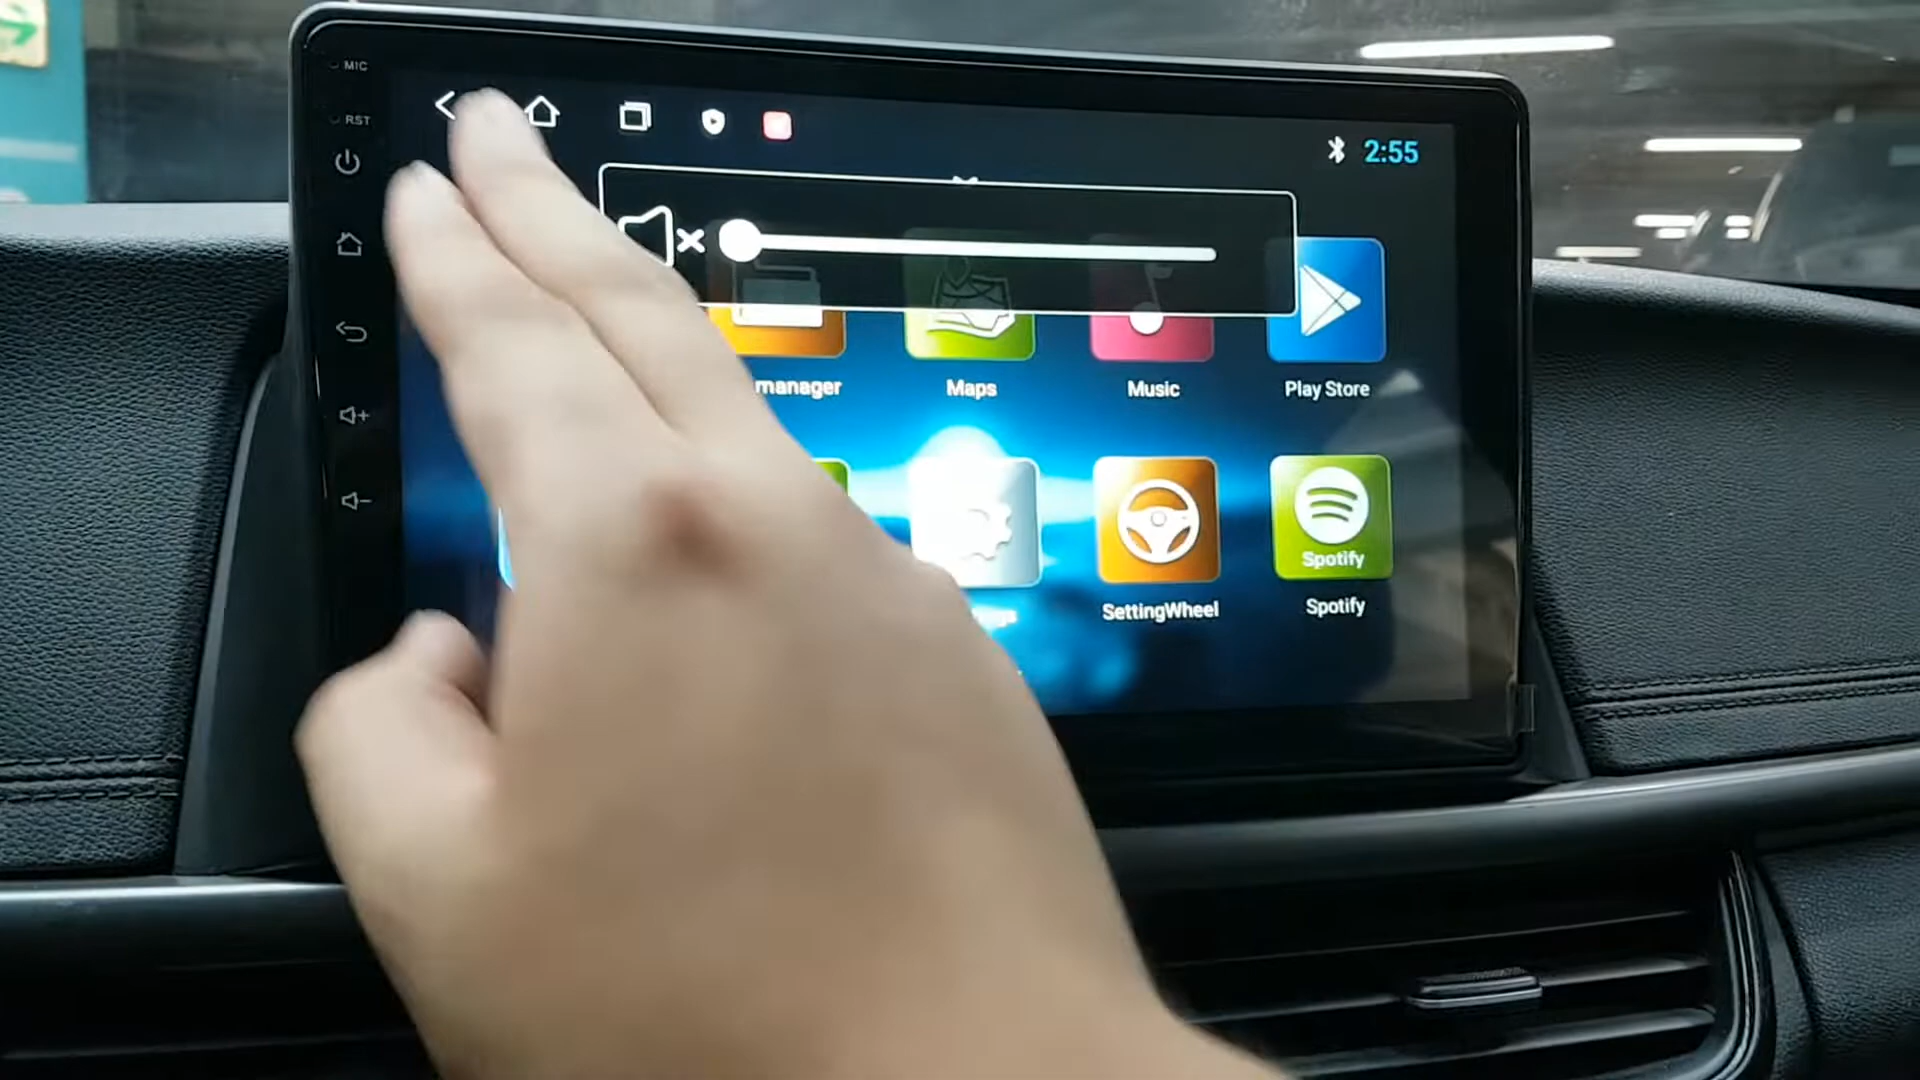 MIC
RST
2:55
manager
Maps
Music
Play Store
Spotify
SettingWheel
Spotify